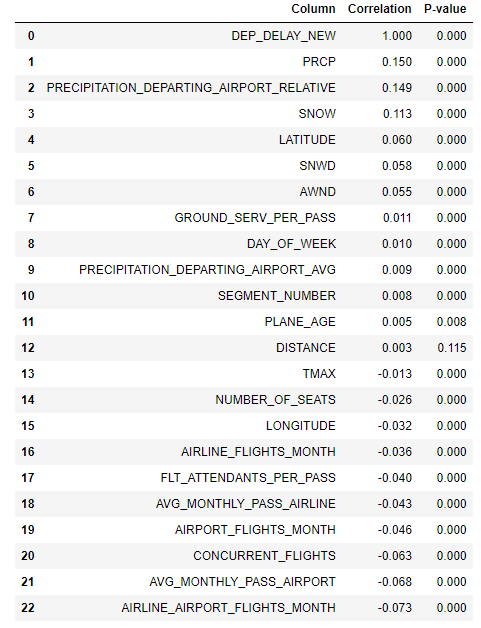 Column Correlation P-value
0 DEP_DELAY_NEW 1.000 0.000
1 PRCP 0.150 0.000
2 PRECIPITATION_DEPARTING_AIRPORT_RELATIVE 0.149 0.000
3 SNOW 0.113 0.000
4 LATITUDE 0.060 0.000
5 SNWD 0.058 0.000
6 AWND 0.055 0.000
7 GROUND_SERV_PER_PASS 0.011 0.000
8 DAY_OF_WEEK 0.010 0.000
9 PRECIPITATION_DEPARTING_AIRPORT_AVG 0.009 0.000
10 SEGMENT_NUMBER 0.008 0.000
11 PLANE_AGE 0.005 0.008
12 DISTANCE 0.003 0.115
13 TMAX -0.013 0.000
14 NUMBER_OF_SEATS -0.026 0.000
15 LONGITUDE -0.032 0.000
16 AIRLINE_FLIGHTS_MONTH -0.036 0.000
17 FLT_ATTENDANTS_PER_PASS -0.040 0.000
18 AVG_MONTHLY_PASS_AIRLINE -0.043 0.000
19 AIRPORT_FLIGHTS_MONTH -0.046 0.000
20 CONCURRENT_FLIGHTS -0.063 0.000
21 AVG_MONTHLY_PASS_AIRPORT -0.068 0.000
22 AIRLINE_AIRPORT_FLIGHTS_MONTH -0.073 0.000